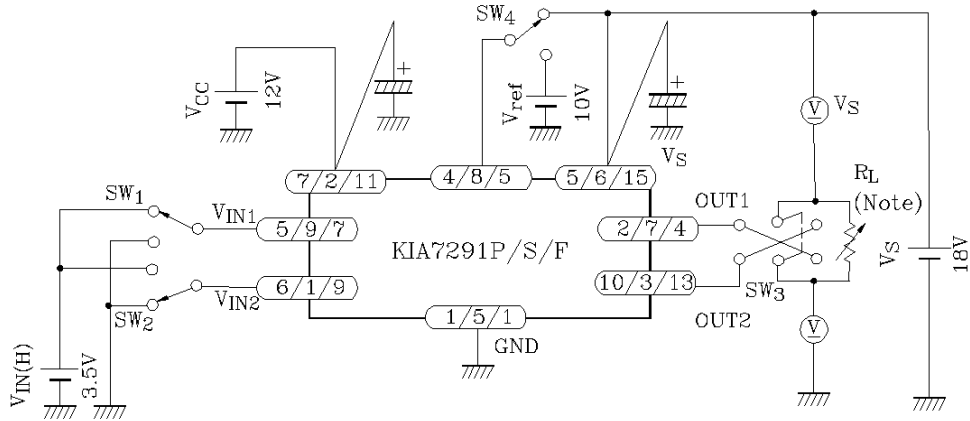 SW4
+
+
VCC
12V
Vref
10V
VS
V
VS
7/2/11
4/8/5
5/6/15
RL
(Note)
SW1
VIN1
5/9/7
KIA7291P/S/F
2/7/4
OUT1
VS
18V
6/1/9
10/3/13
SW3
SW2
VIN2
1/5/1
OUT2
GND
V
VIN(H)
3.5V